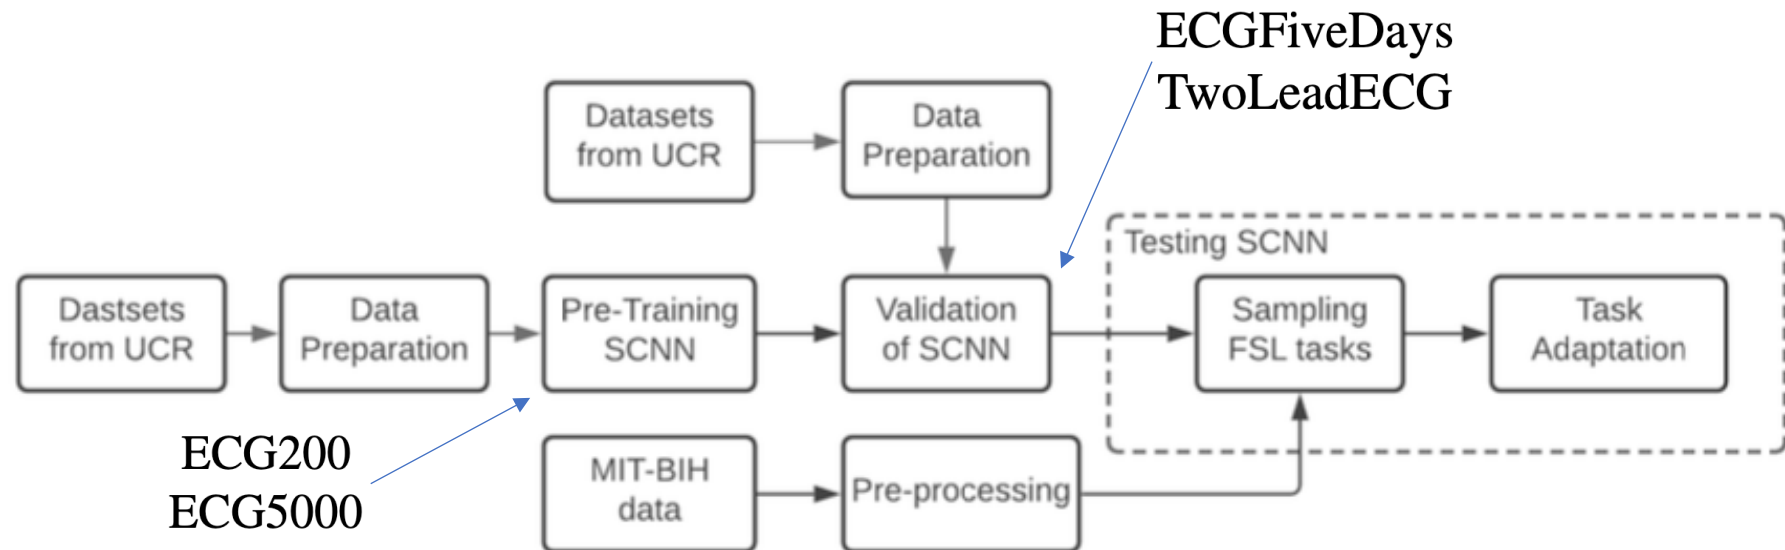 ECGFiveDays
TwoLeadECG
Datasets
from UCR
Data
Preparation
Testing SCNN
Dastsets
from UCR
Data
Preparation
Pre-Training
SCNN
Validation
of SCNN
Sampling
FSL tasks
Task
Adaptation
ECG200
ECG5000
MIT-BIH
data
Pre-processing